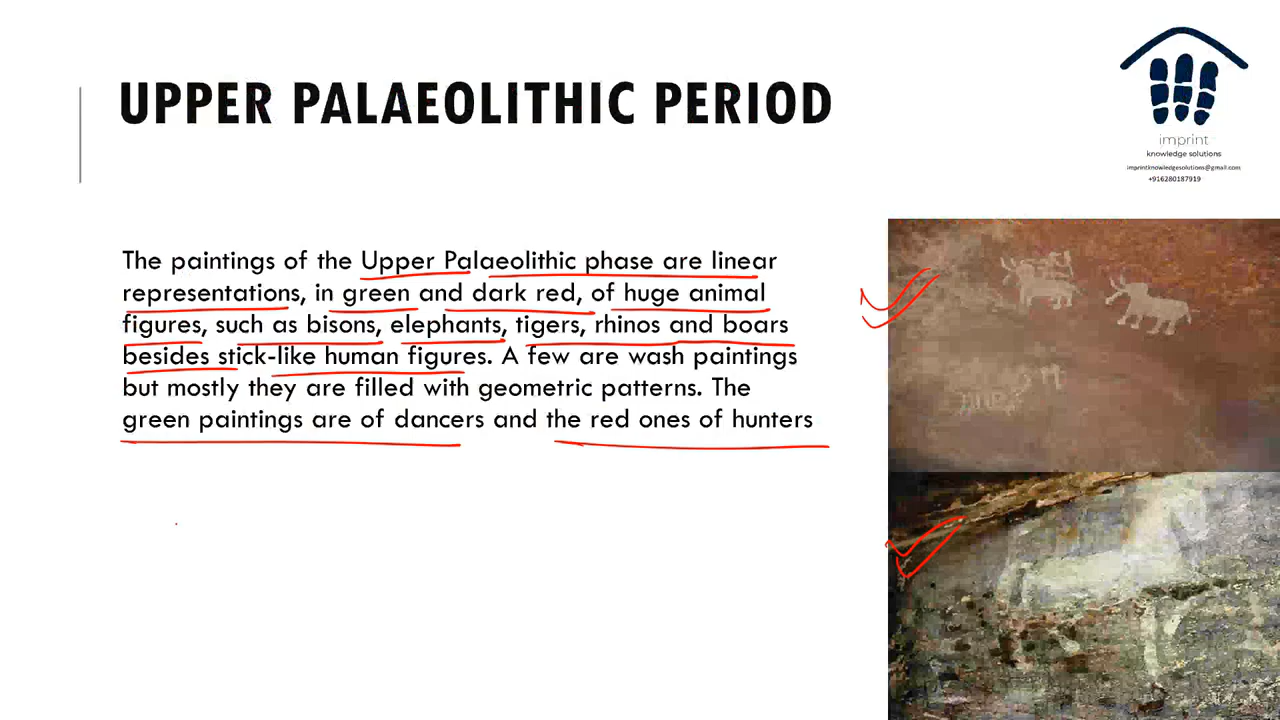 UPPER PALAEOLITHIC PERIOD
imprint
knowledge solutions
imprintknowledgesolutions@gmail.com
+916280187919
The paintings of the Upper Palaeolithic phase are linear
representations, in green and dark red, of huge animal
figures, such as bisons, elephants, tigers, rhinos and boars
besides stick-like human figures. A few are wash paintings
but mostly they are filled with geometric patterns. The
green paintings are of dancers and the red ones of hunters